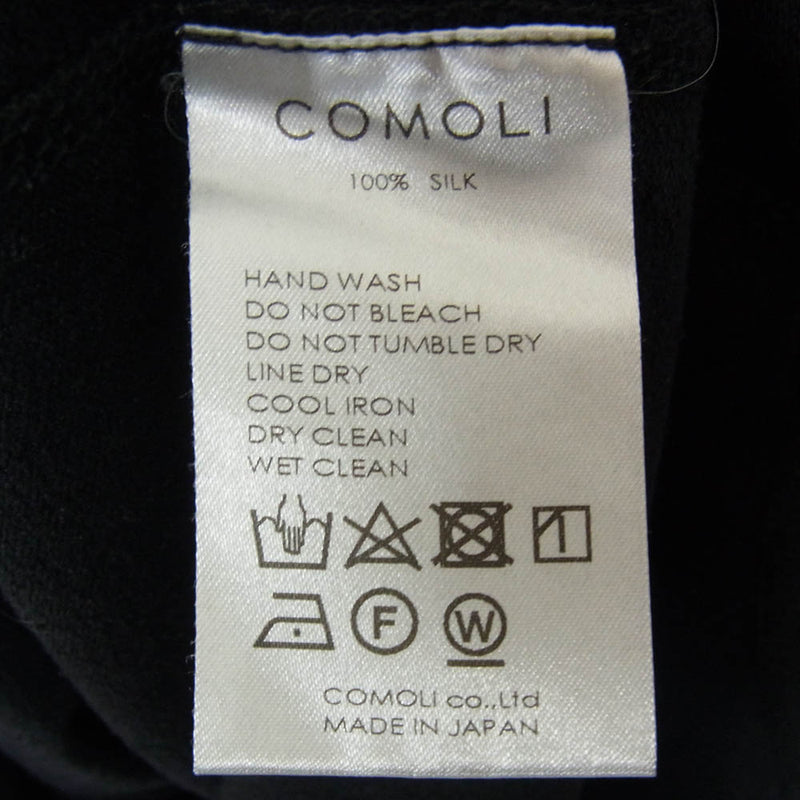 COMOLI
100% SILK
HAND WASH
DO NOT BLEACH
DO NOT TUMBLE DRY
LINE DRY
COOL IRON
DRY CLEAN
WET CLEAN
F W
COMOLI co.,Ltd
MADE IN JAPAN